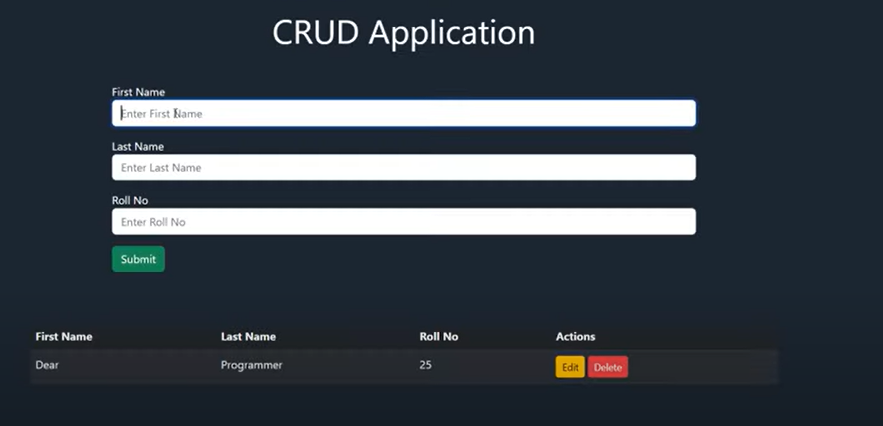 CRUD Application
First Name
Enter First Name
Last Name
Enter Last Name
Roll No
Enter Roll No
Submit
First Name Last Name Roll No Actions
Dear Programmer 25 Edit Delete